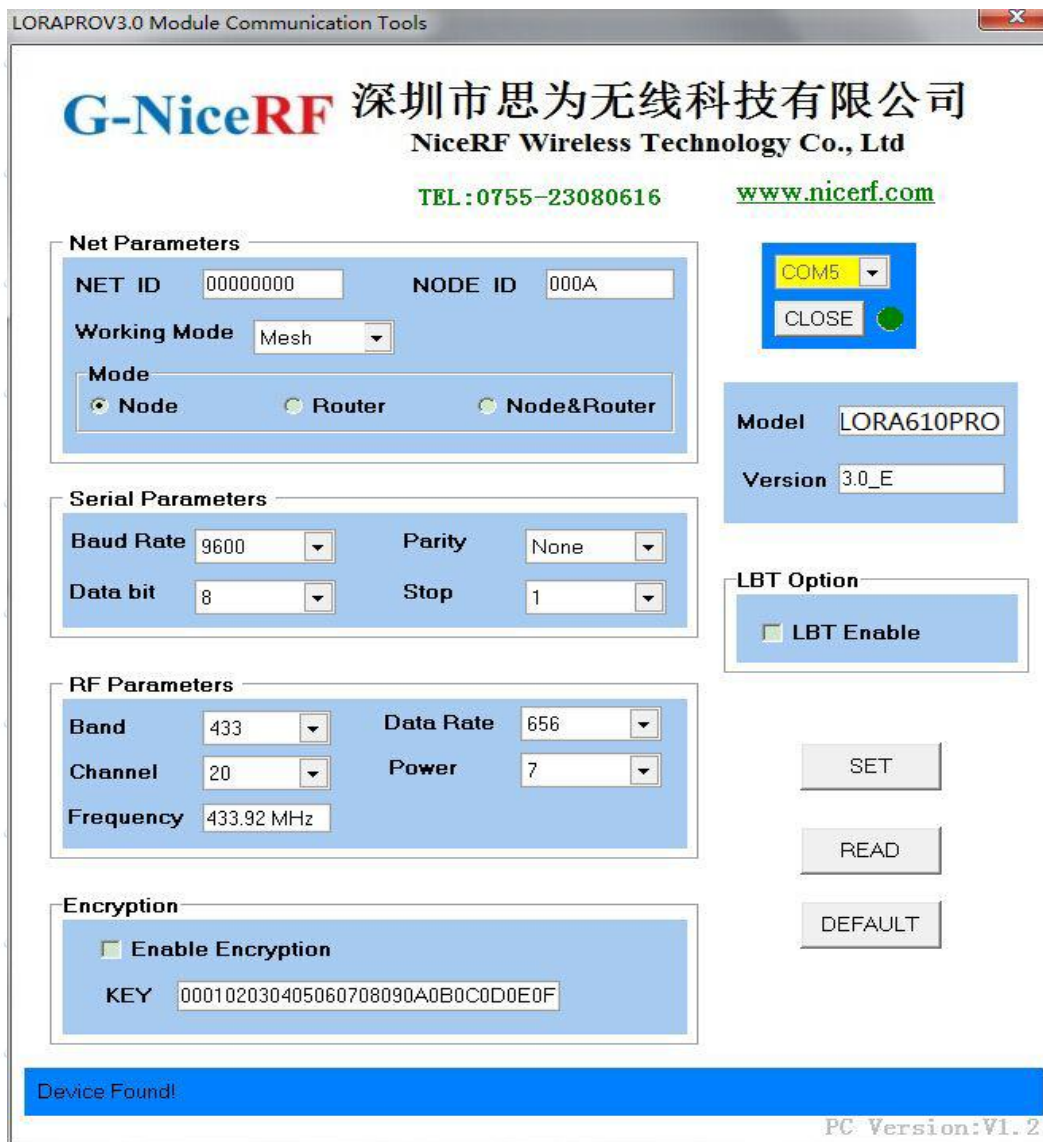 LORAPROV3.0 Module Communication Tools
G-NiceRF 深圳市思为无线科技有限公司
NiceRF Wireless Technology Co., Ltd
TEL:0755-23080616 www.nicerf.com
Net Parameters
NET ID 00000000 NODE ID 000A
Working Mode Mesh
Mode
Node Router Node&Router
COM5
CLOSE
Model LORA610PRO
Version 3.0_E
Serial Parameters
Baud Rate 9600 Parity None
Data bit 8 Stop 1
LBT Option
LBT Enable
RF Parameters
Band 433 Data Rate 656
Channel 20 Power 7
Frequency 433.92 MHz
SET
READ
DEFAULT
Encryption
Enable Encryption
KEY 000102030405060708090A0B0C0D0E0F
Device Found!
PC Version:V1.2